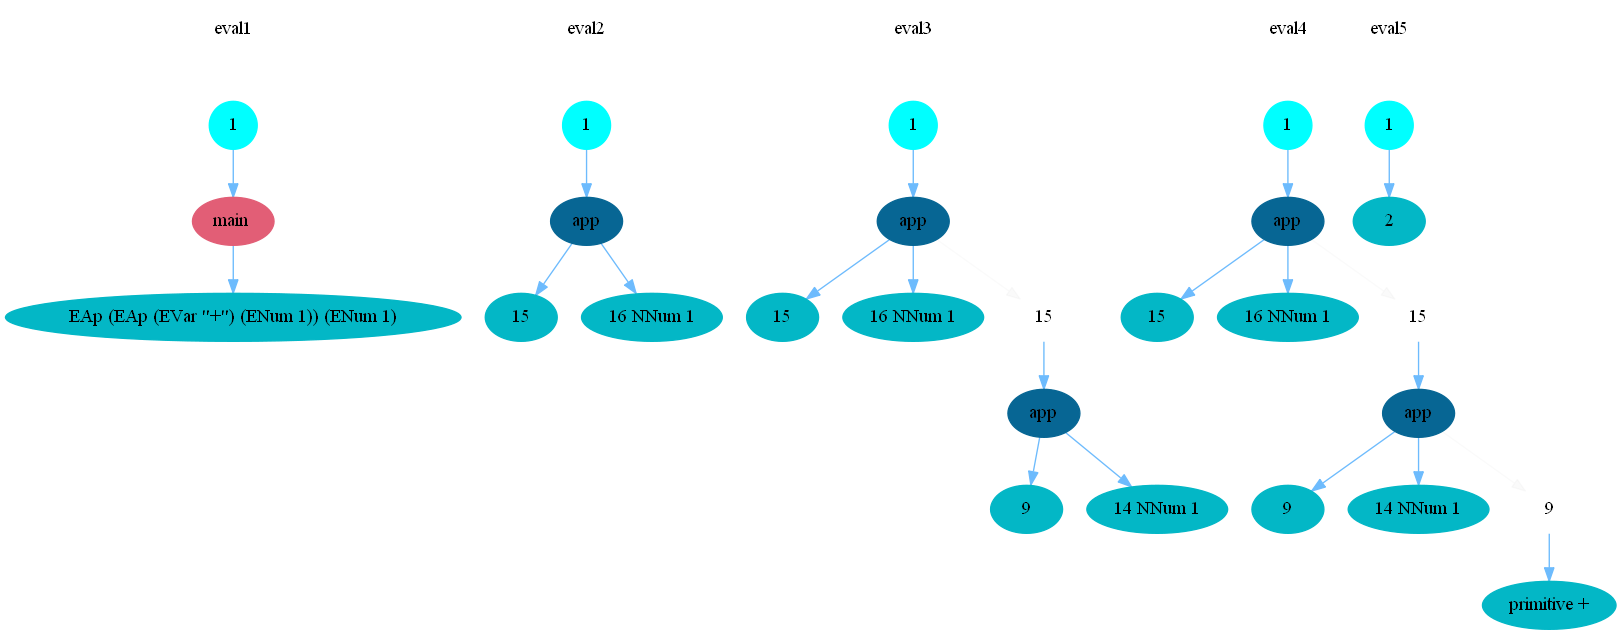 eval1 eval2 eval3 eval4 eval5
1 1 1 1 1
main app app app 2
EAp (EAp (EVar "+") (ENum 1)) (ENum 1) 15 16 NNum 1 15 16 NNum 1 15 15 16 NNum 1 15
app app
9 14 NNum 1 9 14 NNum 1 9
primitive +